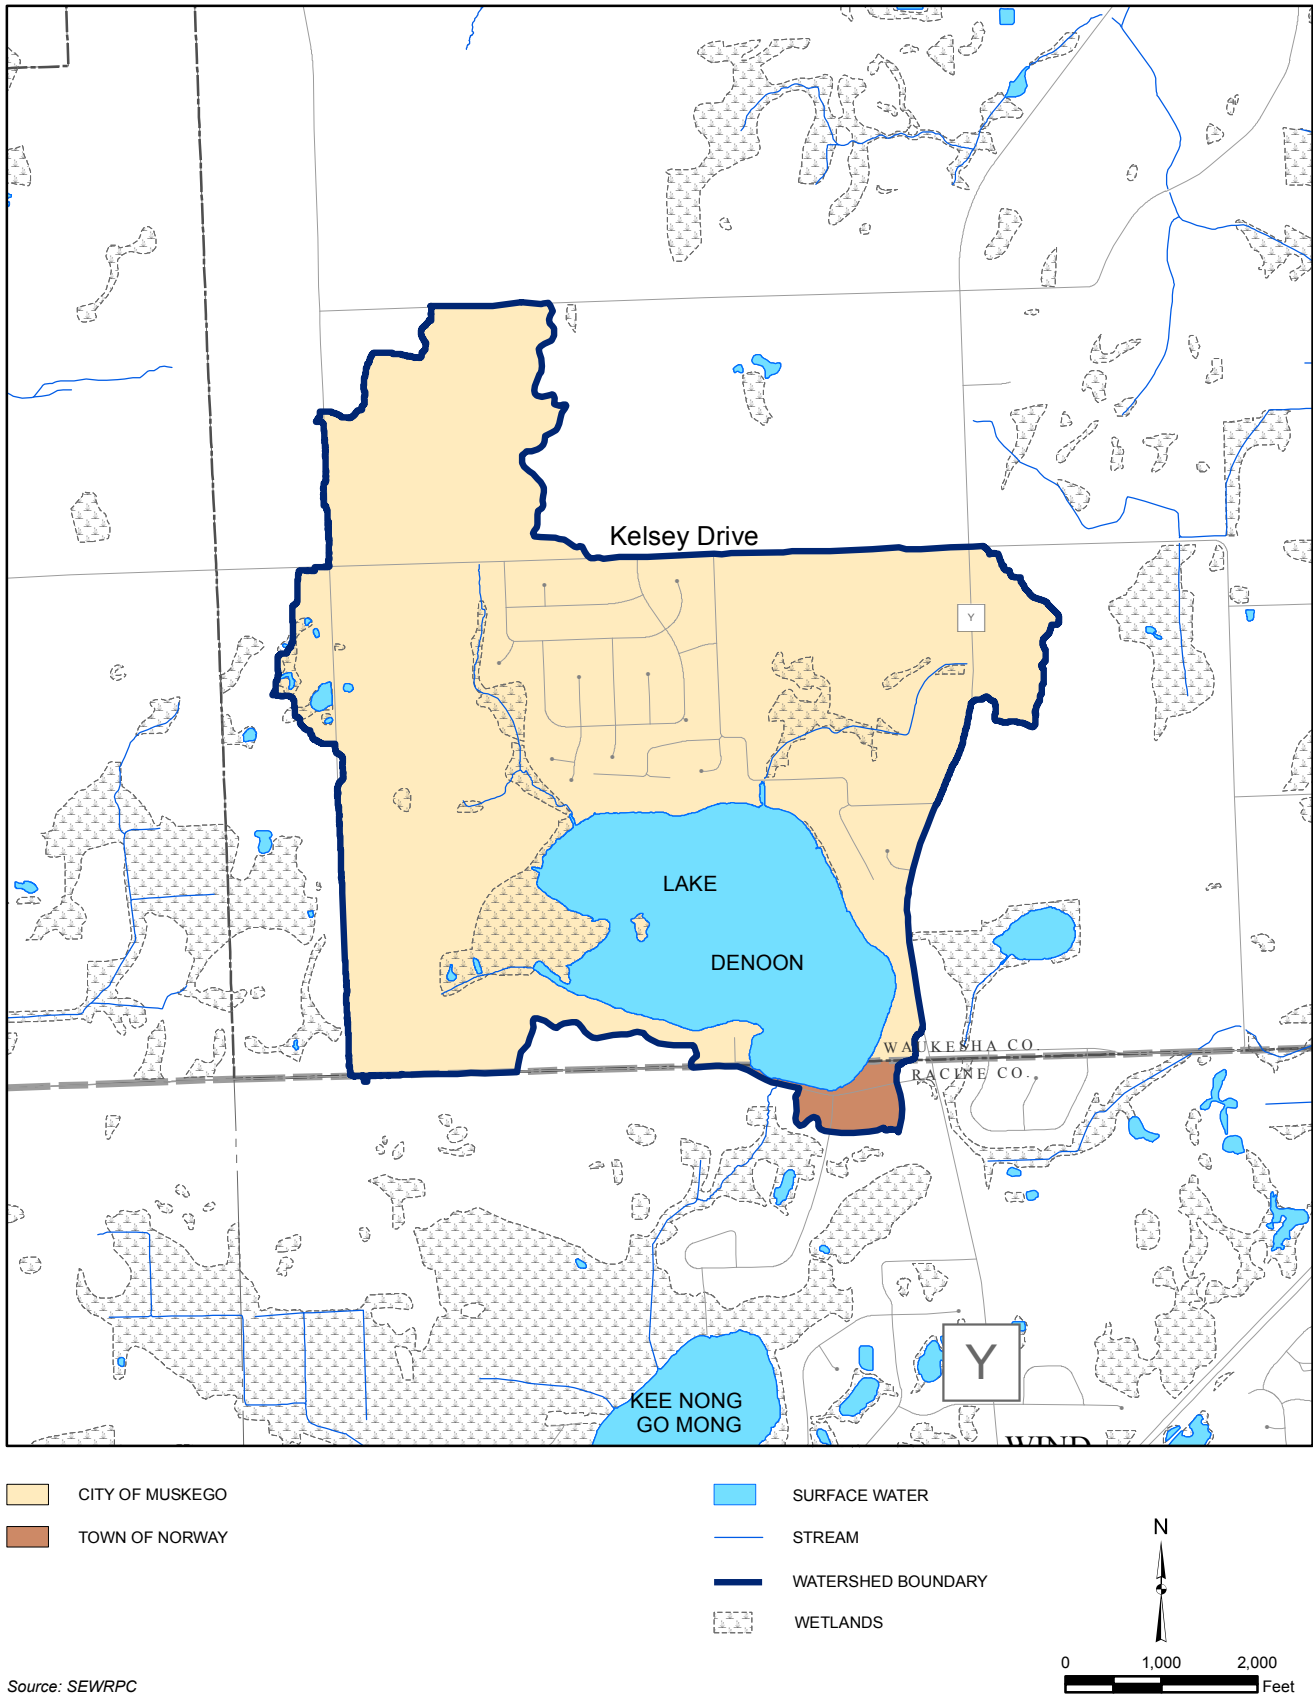 Kelsey Drive
Y
LAKE
DENOON
WAUKESHA CO.
RACINE CO.
Y
KEE NONG
GO MONG
WIND
CITY OF MUSKEGO
TOWN OF NORWAY
SURFACE WATER
STREAM
WATERSHED BOUNDARY
WETLANDS
N
0 1,000 2,000
Feet
Source: SEWRPC